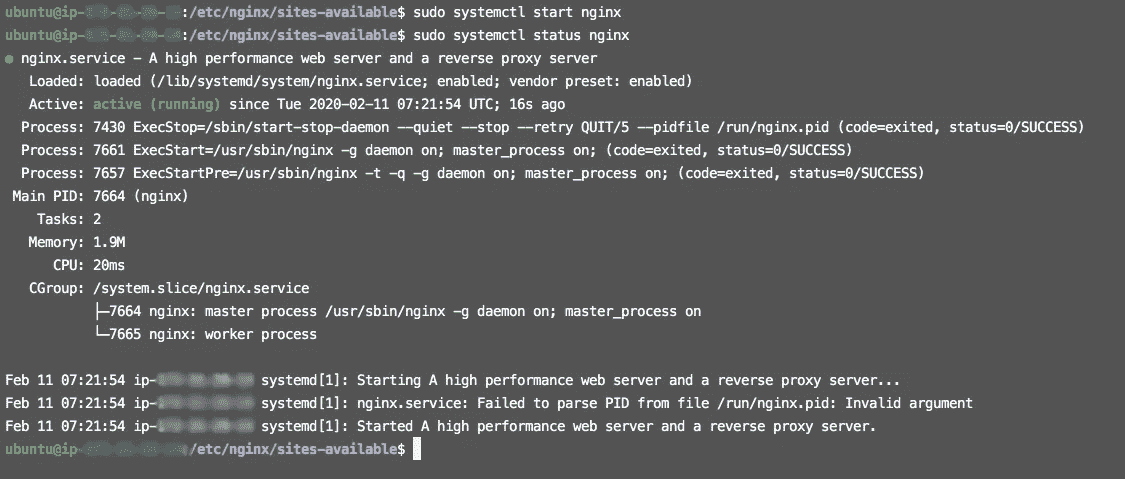 ubuntu@ip-:/etc/nginx/sites-available$ sudo systemctl start nginx
ubuntu@ip-:/etc/nginx/sites-available$ sudo systemctl status nginx
● nginx.service - A high performance web server and a reverse proxy server
Loaded: loaded (/lib/systemd/system/nginx.service; enabled; vendor preset: enabled)
Active: active (running) since Tue 2020-02-11 07:21:54 UTC; 16s ago
Process: 7430 ExecStop=/sbin/start-stop-daemon --quiet --stop --retry QUIT/5 --pidfile /run/nginx.pid (code=exited, status=0/SUCCESS)
Process: 7661 ExecStart=/usr/sbin/nginx -g daemon on; master_process on; (code=exited, status=0/SUCCESS)
Process: 7657 ExecStartPre=/usr/sbin/nginx -t -q -g daemon on; master_process on; (code=exited, status=0/SUCCESS)
Main PID: 7664 (nginx)
Tasks: 2
Memory: 1.9M
CPU: 20ms
CGroup: /system.slice/nginx.service
├─7664 nginx: master process /usr/sbin/nginx -g daemon on; master_process on
└─7665 nginx: worker process
Feb 11 07:21:54 ip- systemd[1]: Starting A high performance web server and a reverse proxy server...
Feb 11 07:21:54 ip- systemd[1]: nginx.service: Failed to parse PID from file /run/nginx.pid: Invalid argument
Feb 11 07:21:54 ip- systemd[1]: Started A high performance web server and a reverse proxy server.
ubuntu@ip-/etc/nginx/sites-available$